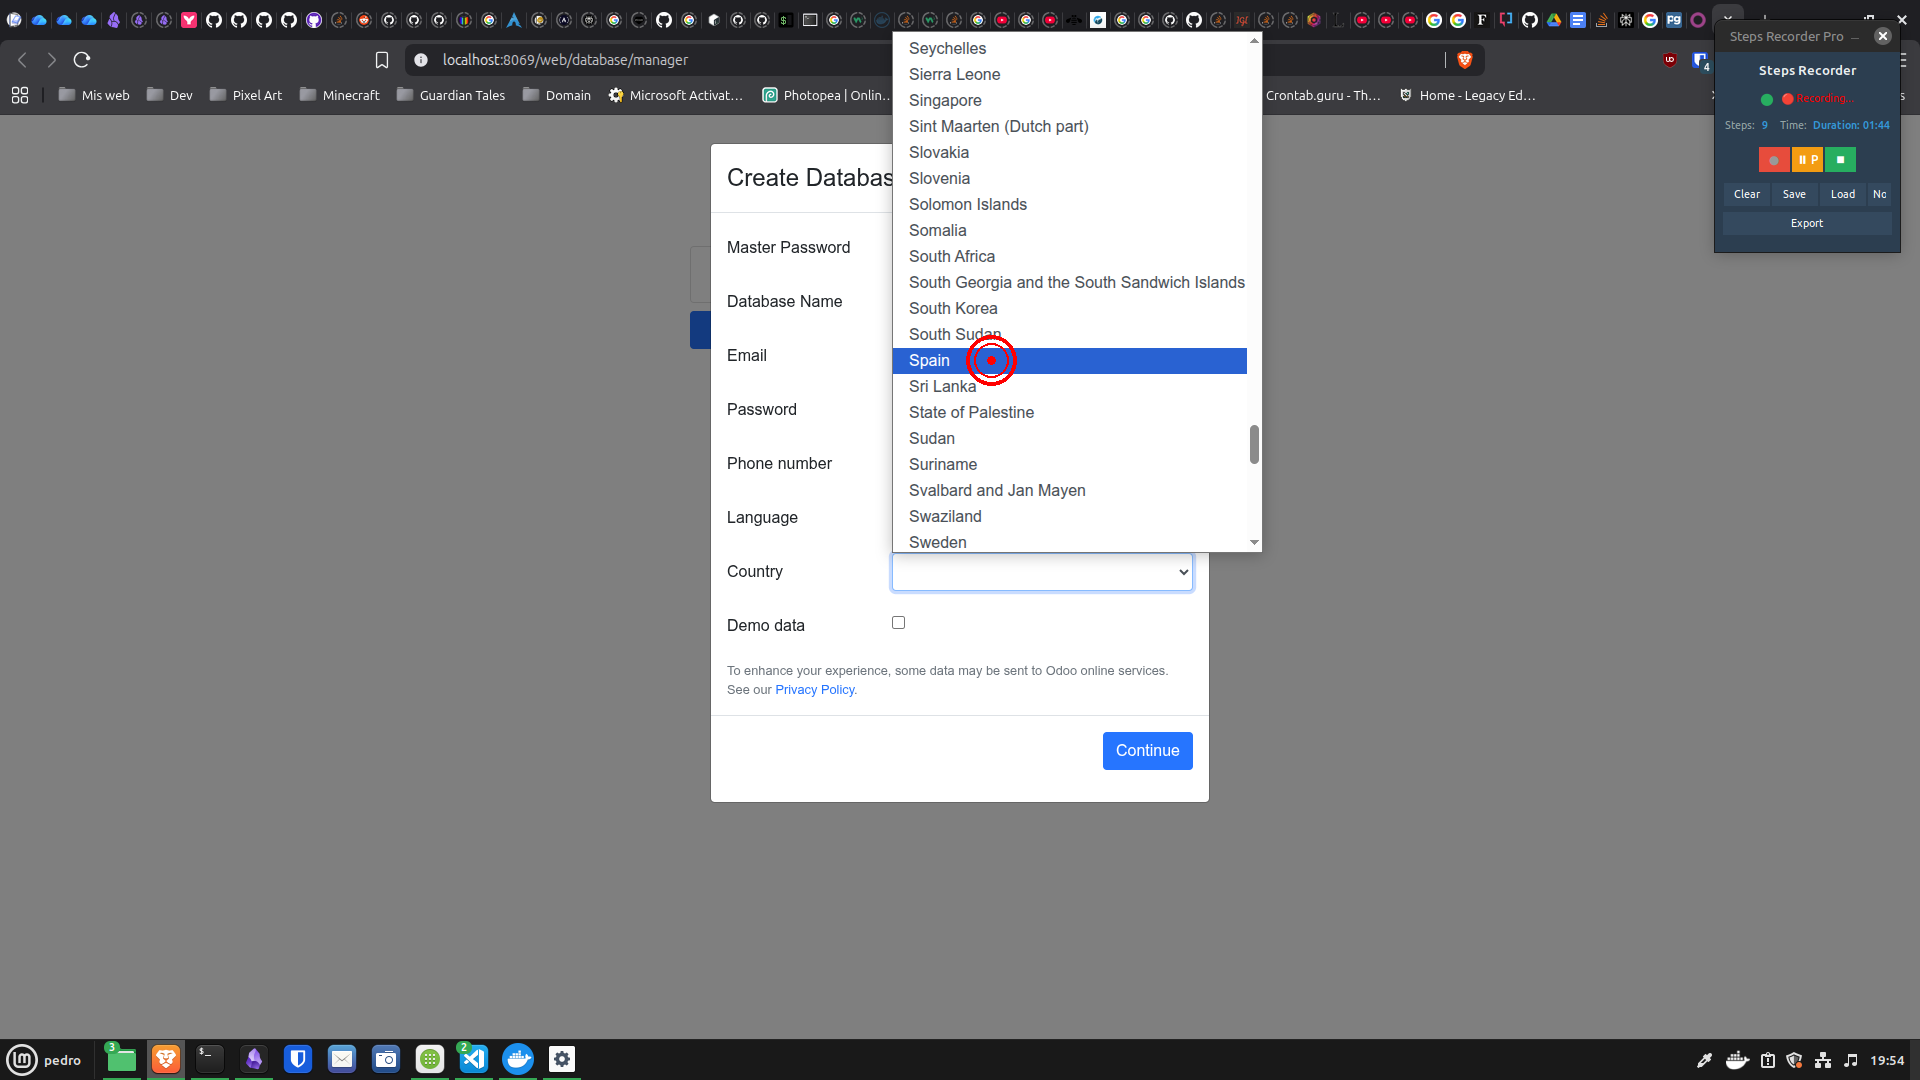 Steps Recorder Pro
localhost:8069/web/database/manager
4
Mis web
Dev
Pixel Art
Minecraft
Guardian Tales
Domain
Microsoft Activat...
Photopea | Onlin...
Crontab.guru - Th...
Home - Legacy Ed...
Steps Recorder
Recording...
Steps: 9 Time: Duration: 01:44
P
Clear
Save
Load
No
Export
Seychelles
Sierra Leone
Singapore
Sint Maarten (Dutch part)
Slovakia
Slovenia
Solomon Islands
Somalia
South Africa
South Georgia and the South Sandwich Islands
South Korea
South Sudan
Spain
Sri Lanka
State of Palestine
Sudan
Suriname
Svalbard and Jan Mayen
Swaziland
Sweden
Create Databas
Master Password
Database Name
Email
Password
Phone number
Language
Country
Demo data
To enhance your experience, some data may be sent to Odoo online services.
See our Privacy Policy.
Continue
pedro
3
2
19:54